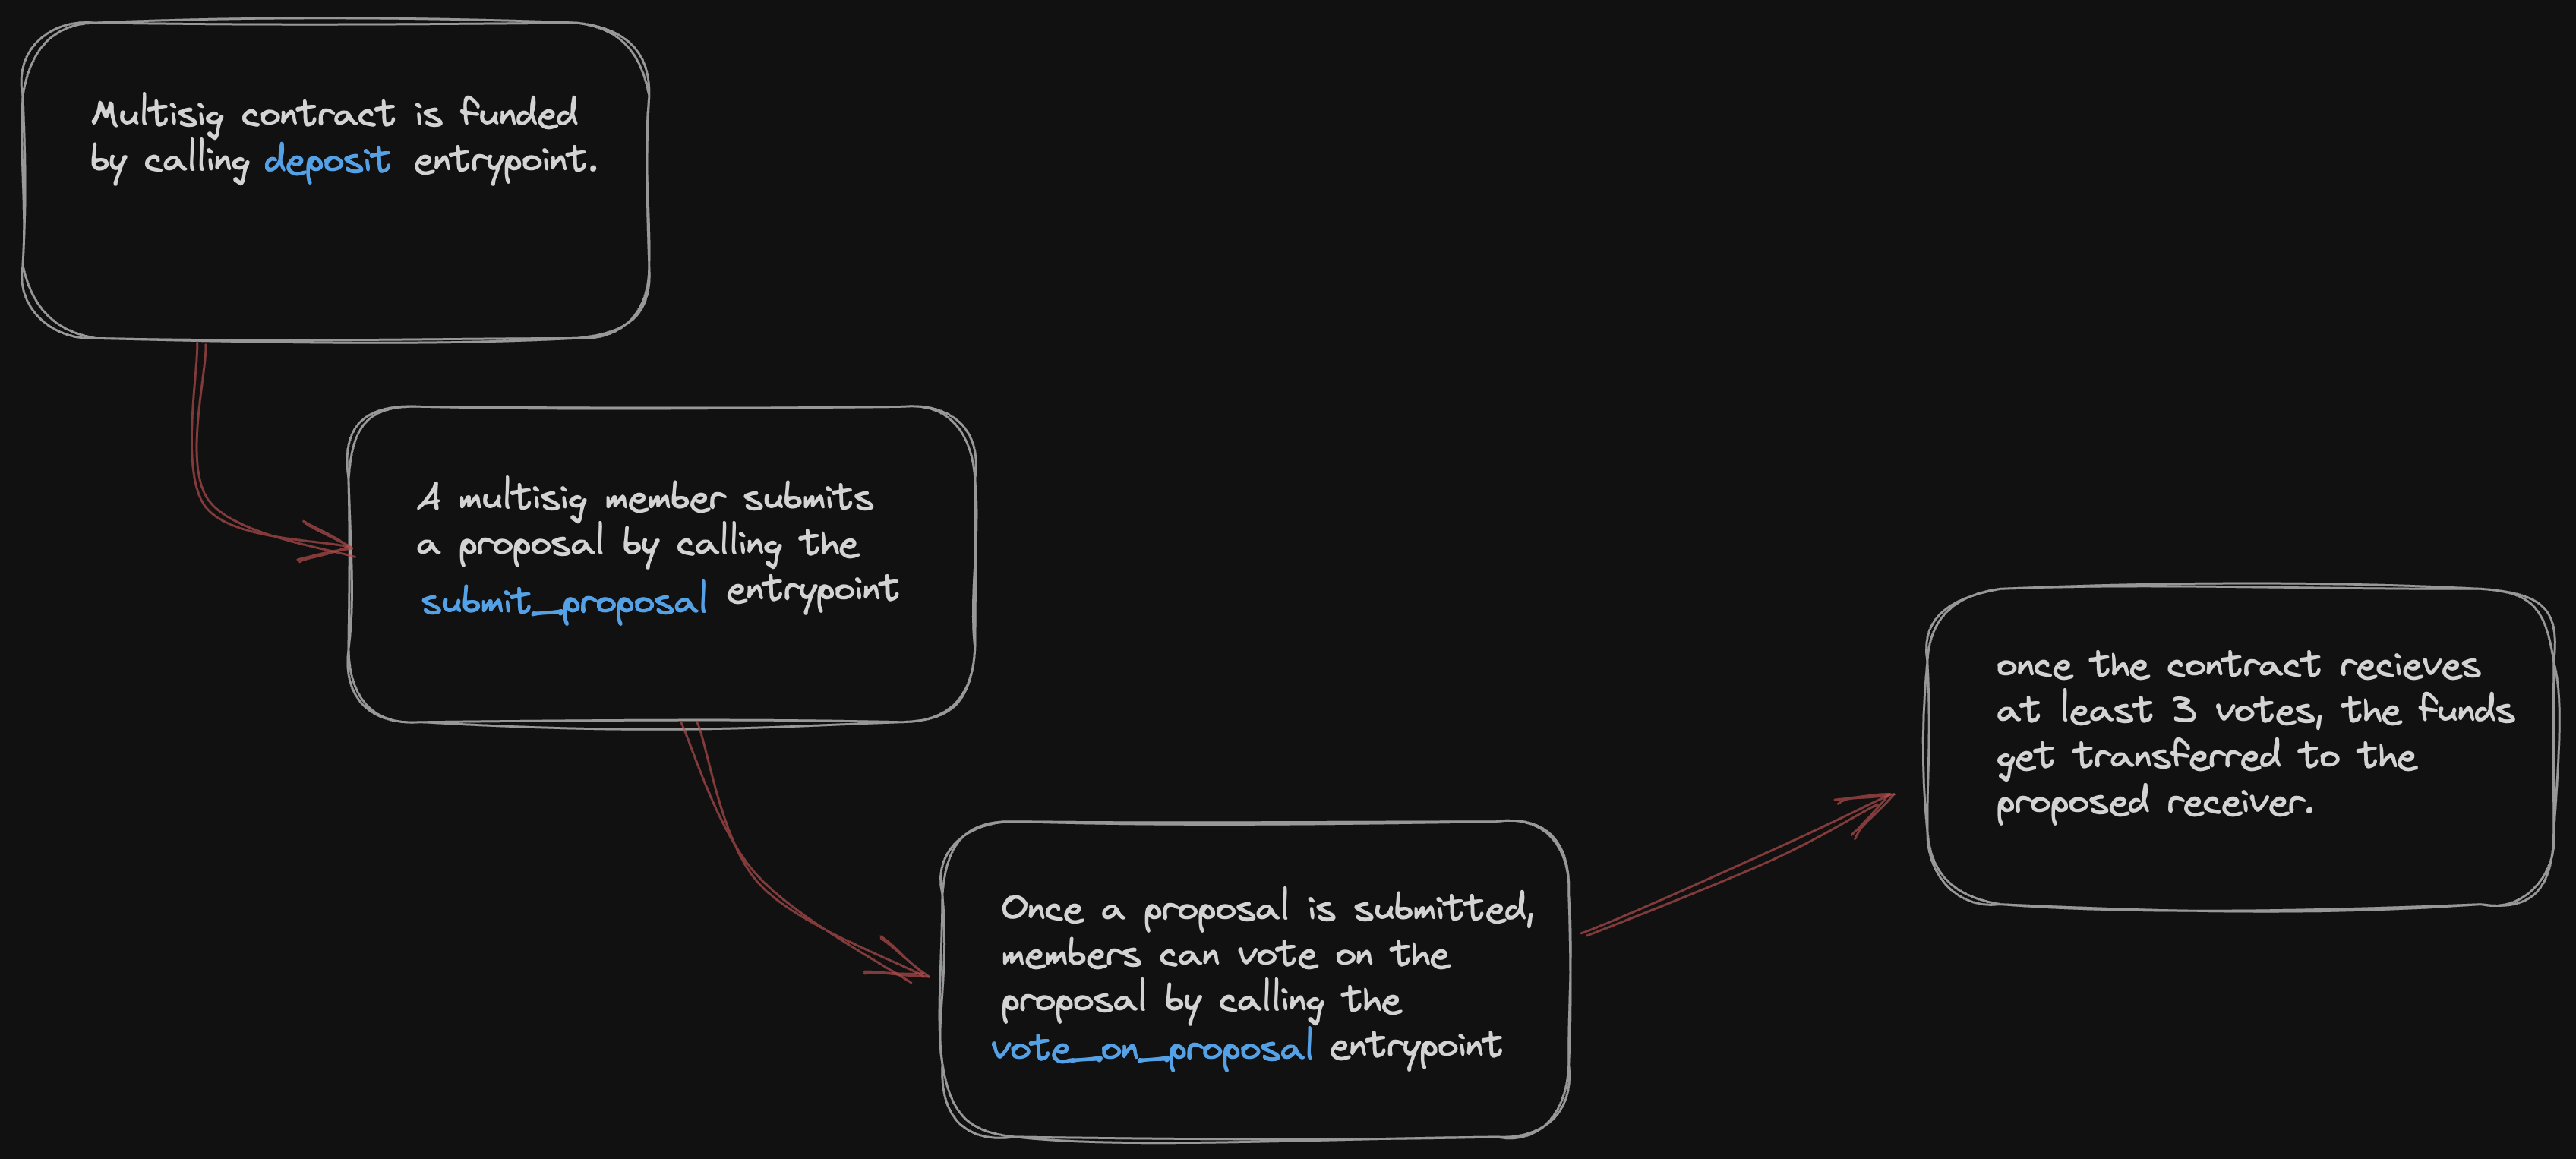 Multisig contract is funded
by calling deposit entrypoint.
A multisig member submits
a proposal by calling the
submit_proposal entrypoint
Once a proposal is submitted,
members can vote on the
proposal by calling the
vote_on_proposal entrypoint
once the contract recieves
at least 3 votes, the funds
get transferred to the
proposed receiver.